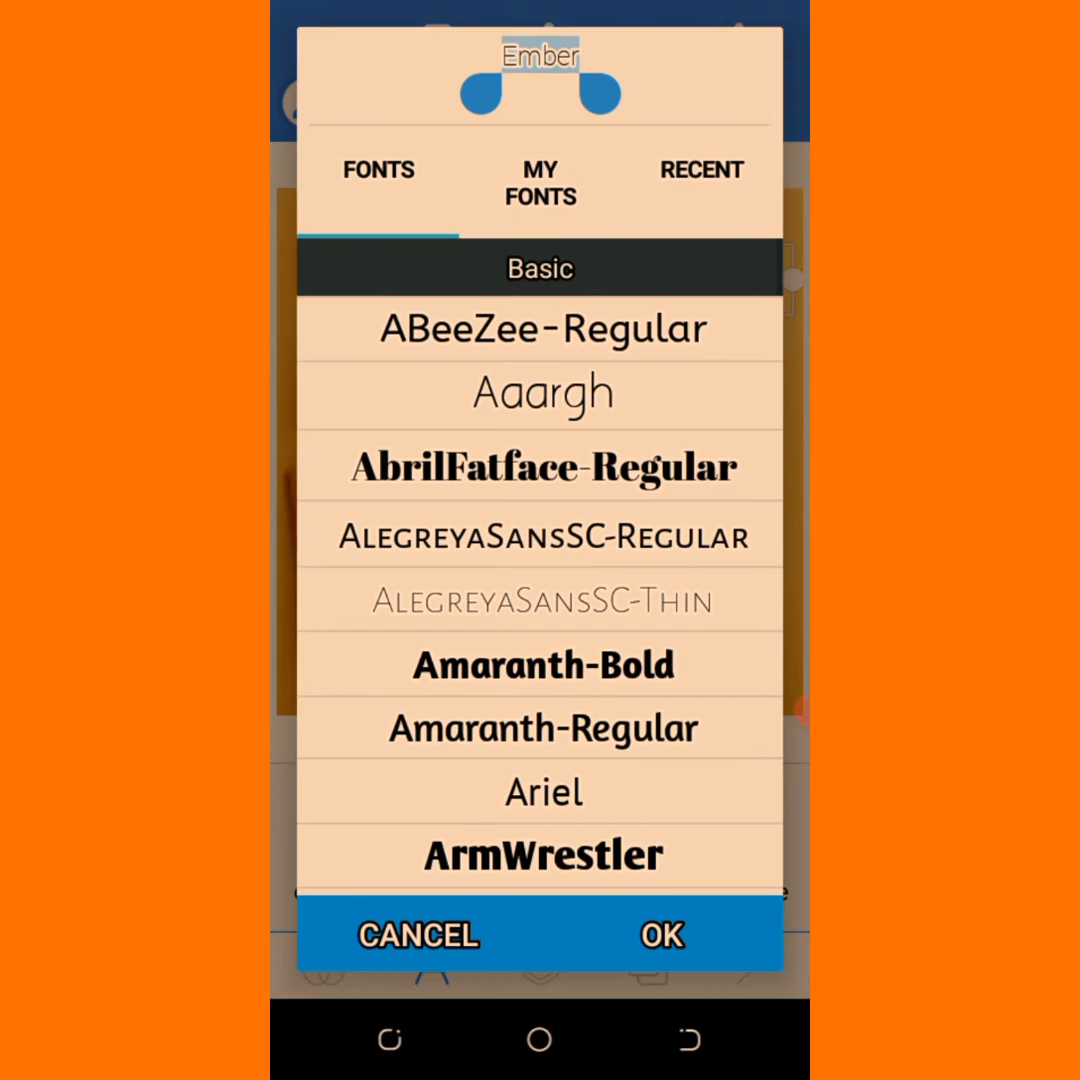 Ember
FONTS
MY
FONTS
RECENT
Basic
ABeeZee-Regular
Aaargh
AbrilFatface-Regular
AlegreyaSansSC-Regular
AlegreyaSansSC-Thin
Amaranth-Bold
Amaranth-Regular
Ariel
ArmWrestler
CANCEL
OK